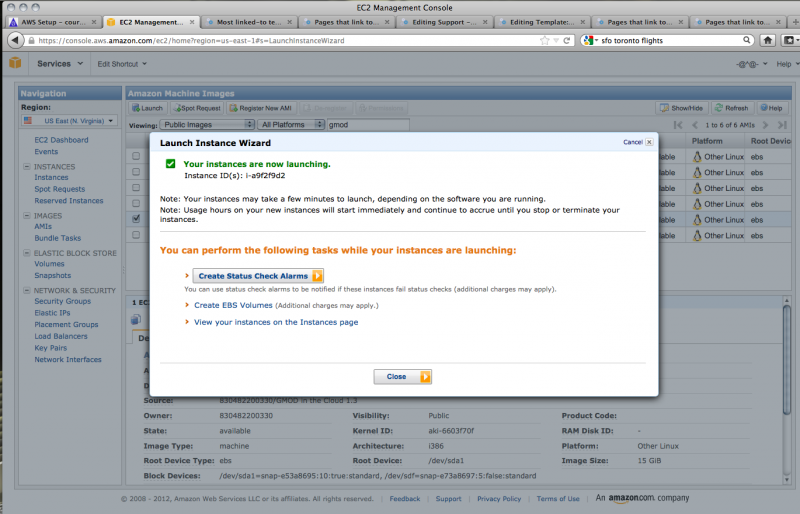 EC2 Management Console
AWS Setup – cour...
EC2 Management...
Most linked-to te...
Pages that link to...
Editing Support – ...
Editing Template:...
Pages that link to...
Pages that link to...
https://console.aws.amazon.com/ec2/home?region=us-east-1#s=LaunchInstanceWizard
sfo toronto flights
Services
Edit Shortcut
-@^@-
Help
Navigation
Region:
US East (N. Virginia)
EC2 Dashboard
Events
INSTANCES
Instances
Spot Requests
Reserved Instances
IMAGES
AMIs
Bundle Tasks
ELASTIC BLOCK STORE
Volumes
Snapshots
NETWORK & SECURITY
Security Groups
Elastic IPs
Placement Groups
Load Balancers
Key Pairs
Network Interfaces
Amazon Machine Images
Launch
Spot Request
Register New AMI
Show/Hide
Refresh
Help
Viewing:
Public Images
All Platforms
gmod
1 to 6 of 6 AMIs
Platform
Root Devic
lable
Other Linux
ebs
lable
Other Linux
ebs
lable
Other Linux
ebs
lable
Other Linux
ebs
lable
Other Linux
ebs
lable
Other Linux
ebs
Launch Instance Wizard
Cancel
Your instances are now launching.
Instance ID(s): i-a9f2f9d2
Note: Your instances may take a few minutes to launch, depending on the software you are running.
Note: Usage hours on your new instances will start immediately and continue to accrue until you stop or terminate your
instances.
You can perform the following tasks while your instances are launching:
Create Status Check Alarms
You can use status check alarms to be notified if these instances fail status checks (additional charges may apply).
Create EBS Volumes (Additional charges may apply.)
View your instances on the Instances page
Close
1 EC2
De
Source:
830482200330/GMOD in the Cloud 1.3
Owner:
830482200330
Visibility:
Public
Product Code:
State:
available
Kernel ID:
aki-6603f70f
RAM Disk ID:
-
Image Type:
machine
Architecture:
i386
Platform:
Other Linux
Root Device Type:
ebs
Root Device:
/dev/sda1
Image Size:
15 GiB
Block Devices:
/dev/sda1=snap-e53a8695:10:true:standard, /dev/sdf=snap-e73a8697:5:false:standard
© 2008 - 2012, Amazon Web Services LLC or its affiliates. All rights reserved.
Feedback
Support
Privacy Policy
Terms of Use
An amazon.com company